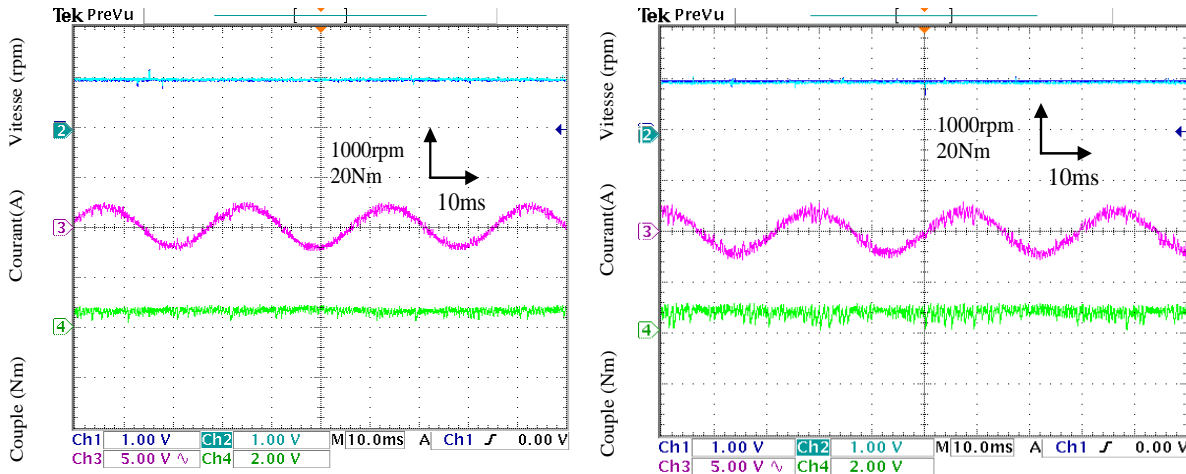 Tek PreVu
Vitesse (rpm)
Courant(A)
Couple (Nm)
2
3
4
1000rpm
20Nm
10ms
Ch1 1.00 V Ch2 1.00 V M 10.0ms A Ch1 0.00 V
Ch3 5.00 V Ch4 2.00 V
Tek PreVu
Vitesse (rpm)
Courant(A)
Couple (Nm)
2
3
4
1000rpm
20Nm
10ms
Ch1 1.00 V Ch2 1.00 V M 10.0ms A Ch1 0.00 V
Ch3 5.00 V Ch4 2.00 V